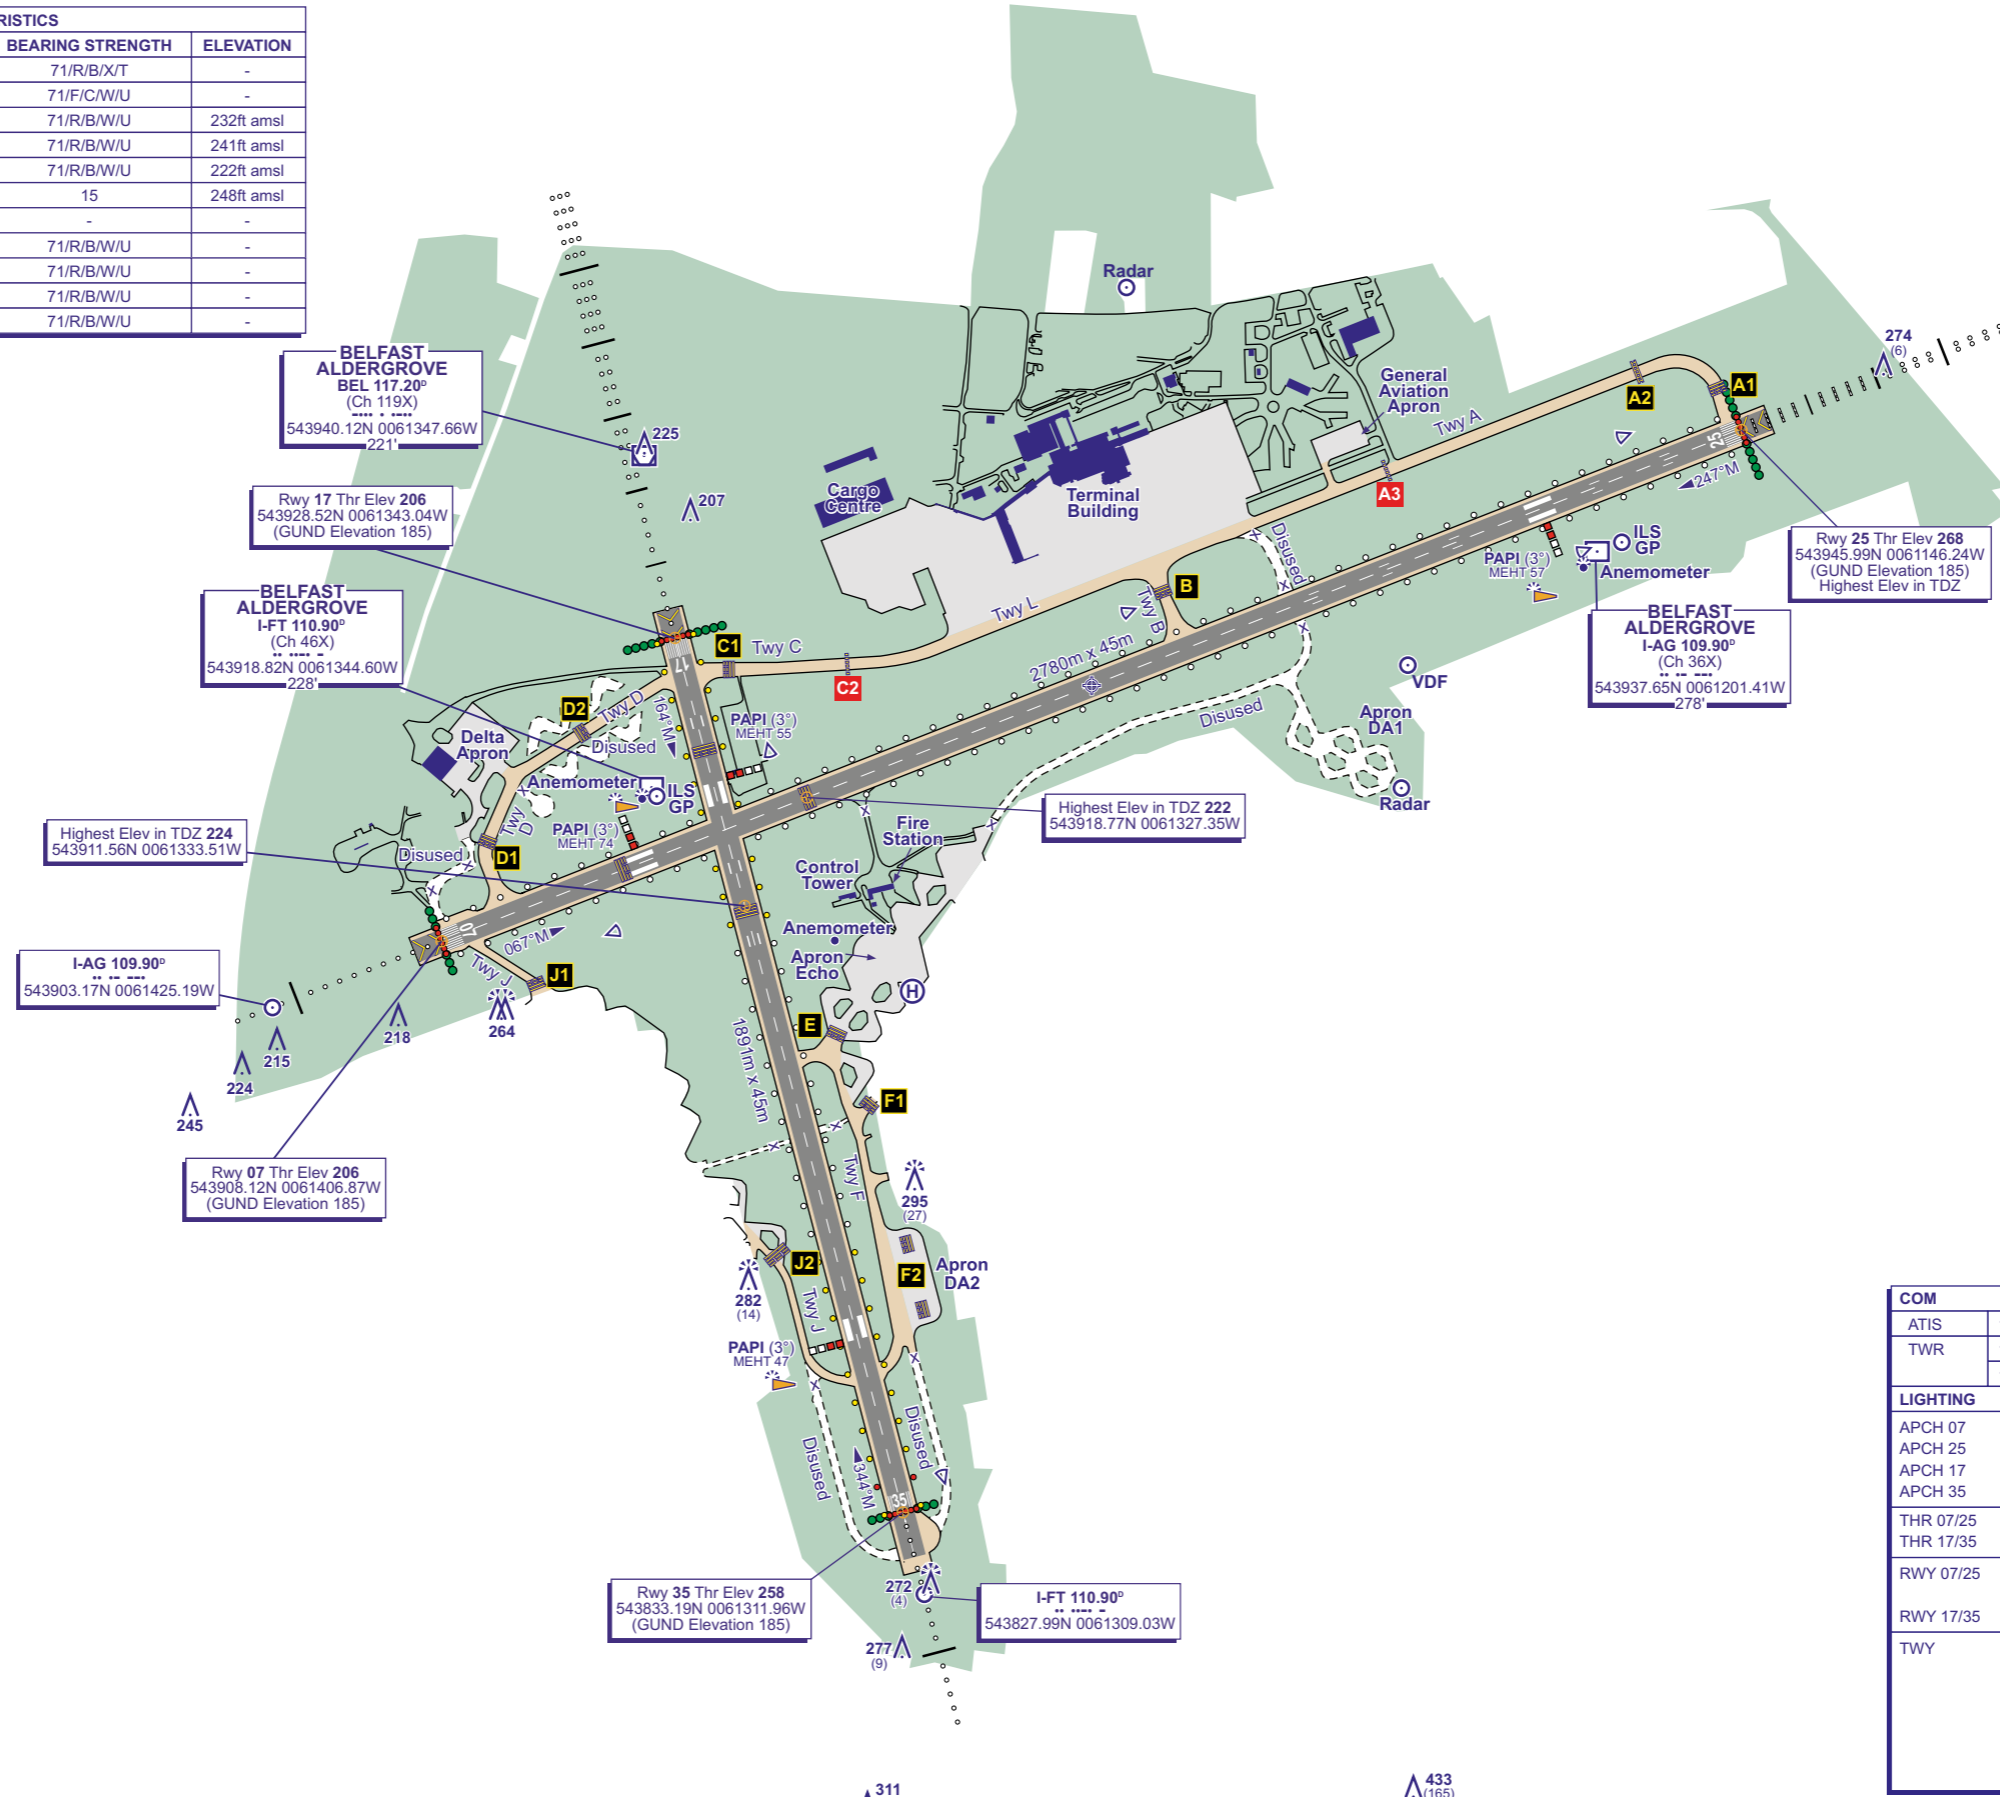 RISTICS
BEARING STRENGTH ELEVATION
71/R/B/X/T -
71/F/C/W/U -
71/R/B/W/U 232ft amsl
71/R/B/W/U 241ft amsl
71/R/B/W/U 222ft amsl
15 248ft amsl
- -
71/R/B/W/U -
71/R/B/W/U -
71/R/B/W/U -
71/R/B/W/U -
BELFAST
ALDERGROVE
BEL 117.20ᴰ
(Ch 119X)
543940.12N 0061347.66W
221'
225
207
Rwy 17 Thr Elev 206
543928.52N 0061343.04W
(GUND Elevation 185)
BELFAST
ALDERGROVE
I-FT 110.90ᴰ
(Ch 46X)
543918.82N 0061344.60W
228'
Highest Elev in TDZ 224
543911.56N 0061333.51W
I-AG 109.90ᴰ
543903.17N 0061425.19W
Rwy 07 Thr Elev 206
543908.12N 0061406.87W
(GUND Elevation 185)
Radar
General
Aviation
Apron
Cargo
Centre
Terminal
Building
Twy A
A1
A2
A3
25
247°M
274
(6)
ILS
GP
Anemometer
PAPI (3°)
MEHT 57
Rwy 25 Thr Elev 268
543945.99N 0061146.24W
(GUND Elevation 185)
Highest Elev in TDZ
BELFAST
ALDERGROVE
I-AG 109.90ᴰ
(Ch 36X)
543937.65N 0061201.41W
278'
Disused
B
Twy B
Twy L
2780m x 45m
VDF
Apron
DA1
Radar
Disused
C1
Twy C
C2
17
164°M
PAPI (3°)
MEHT 55
D2
Twy D
Disused
Delta
Apron
Anemometer
ILS
GP
PAPI (3°)
MEHT 74
Twy D
D1
Disused
07
067°M
Twy J
J1
264
218
215
224
245
Highest Elev in TDZ 222
543918.77N 0061327.35W
Fire
Station
Control
Tower
Anemometer
Apron
Echo
H
E
F1
1891m x 45m
Twy F
295
(27)
J2
282
(14)
Twy J
F2
Apron
DA2
PAPI (3°)
MEHT 47
Disused
Disused
344°M
35
Rwy 35 Thr Elev 258
543833.19N 0061311.96W
(GUND Elevation 185)
272
(4)
I-FT 110.90ᴰ
543827.99N 0061309.03W
277
(9)
311
433
(165)
COM
ATIS
TWR
LIGHTING
APCH 07
APCH 25
APCH 17
APCH 35
THR 07/25
THR 17/35
RWY 07/25
RWY 17/35
TWY